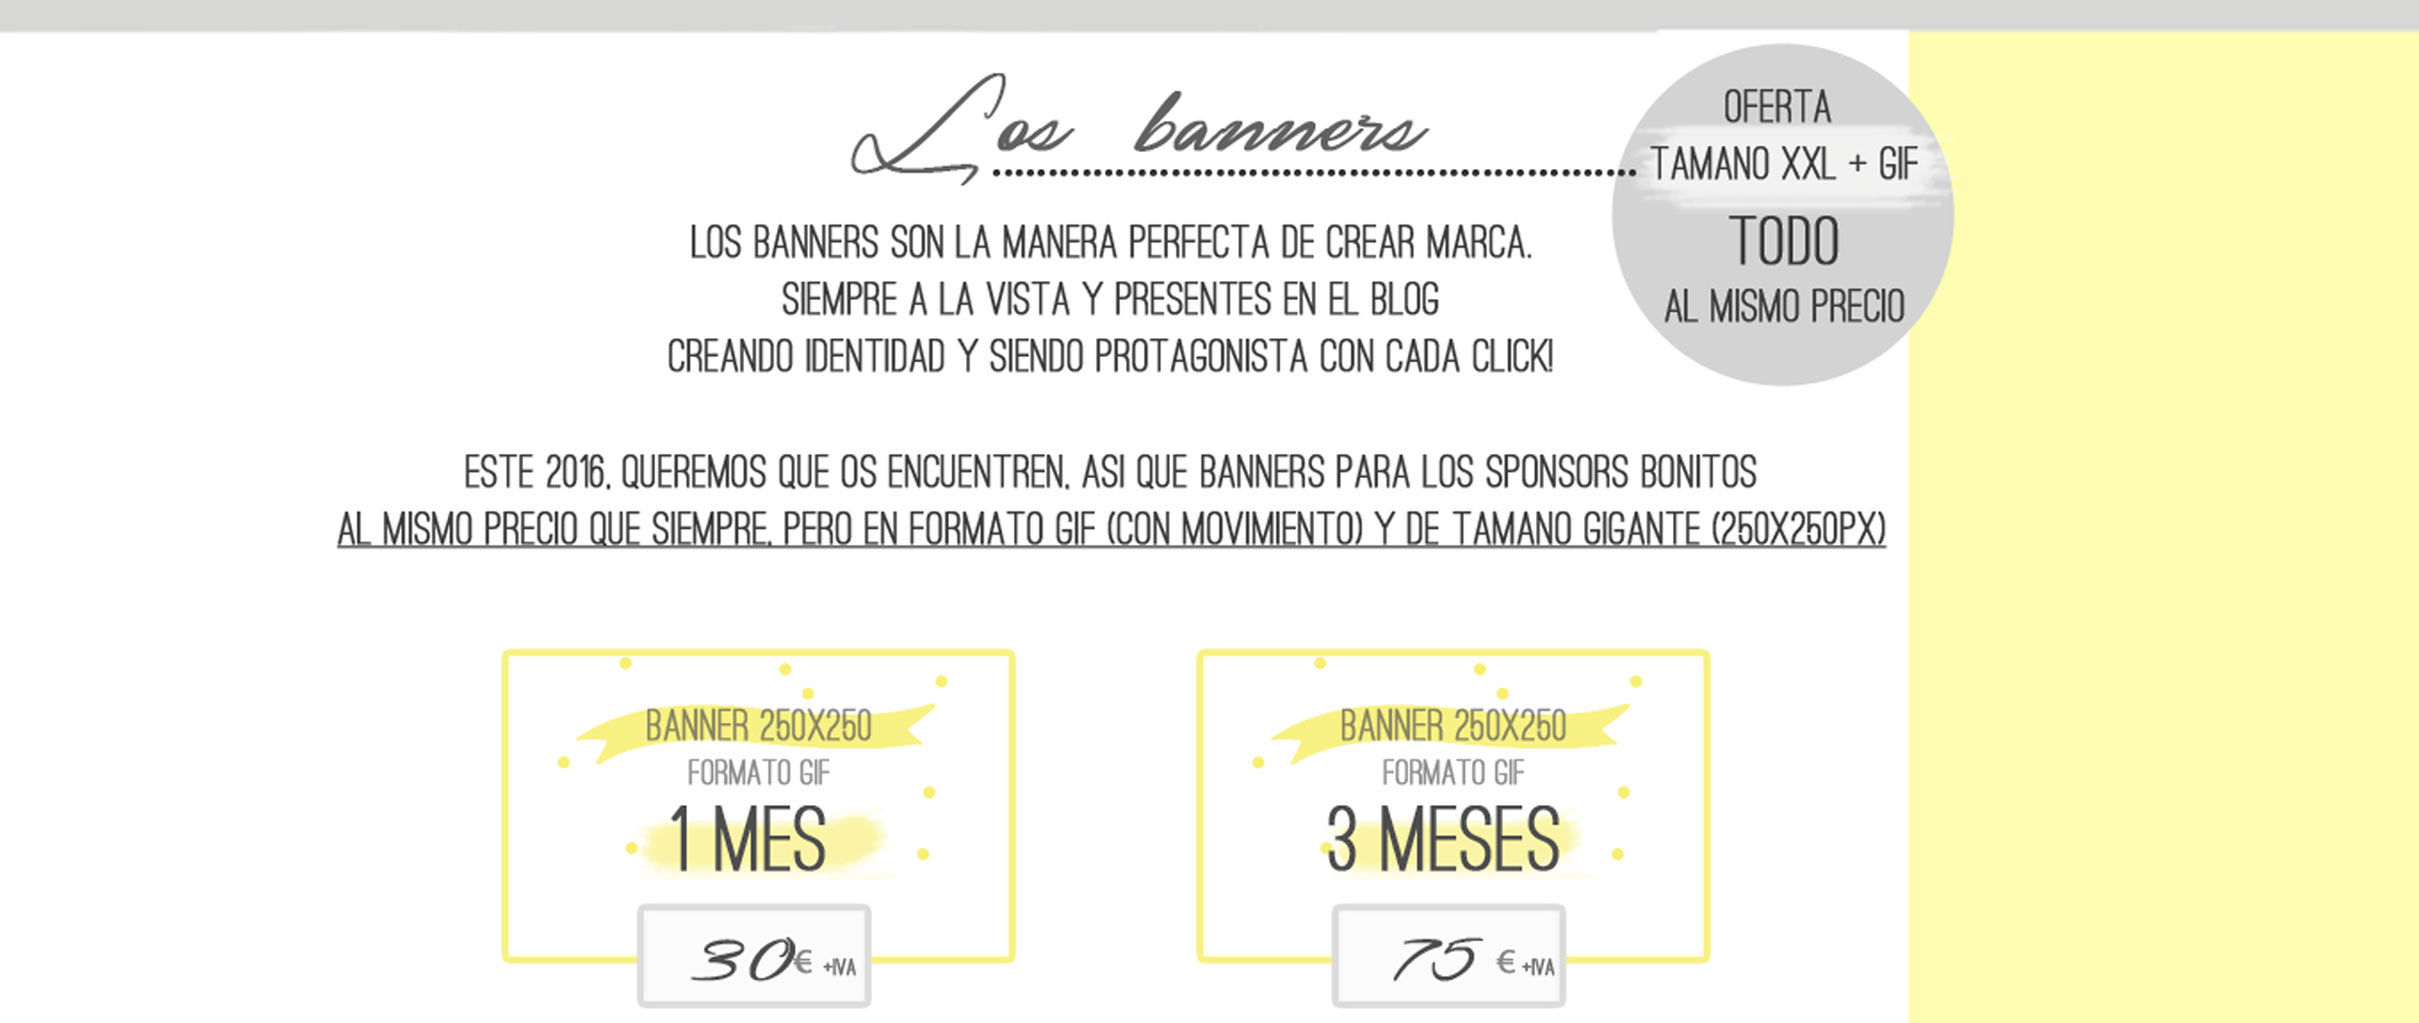 Los banners
OFERTA
TAMANO XXL + GIF
TODO
AL MISMO PRECIO
LOS BANNERS SON LA MANERA PERFECTA DE CREAR MARCA.
SIEMPRE A LA VISTA Y PRESENTES EN EL BLOG
CREANDO IDENTIDAD Y SIENDO PROTAGONISTA CON CADA CLICK!
ESTE 2016, QUEREMOS QUE OS ENCUENTREN, ASI QUE BANNERS PARA LOS SPONSORS BONITOS
AL MISMO PRECIO QUE SIEMPRE, PERO EN FORMATO GIF (CON MOVIMIENTO) Y DE TAMANO GIGANTE (250X250PX)
BANNER 250X250
FORMATO GIF
1 MES
30€ +IVA
BANNER 250X250
FORMATO GIF
3 MESES
75 € +IVA